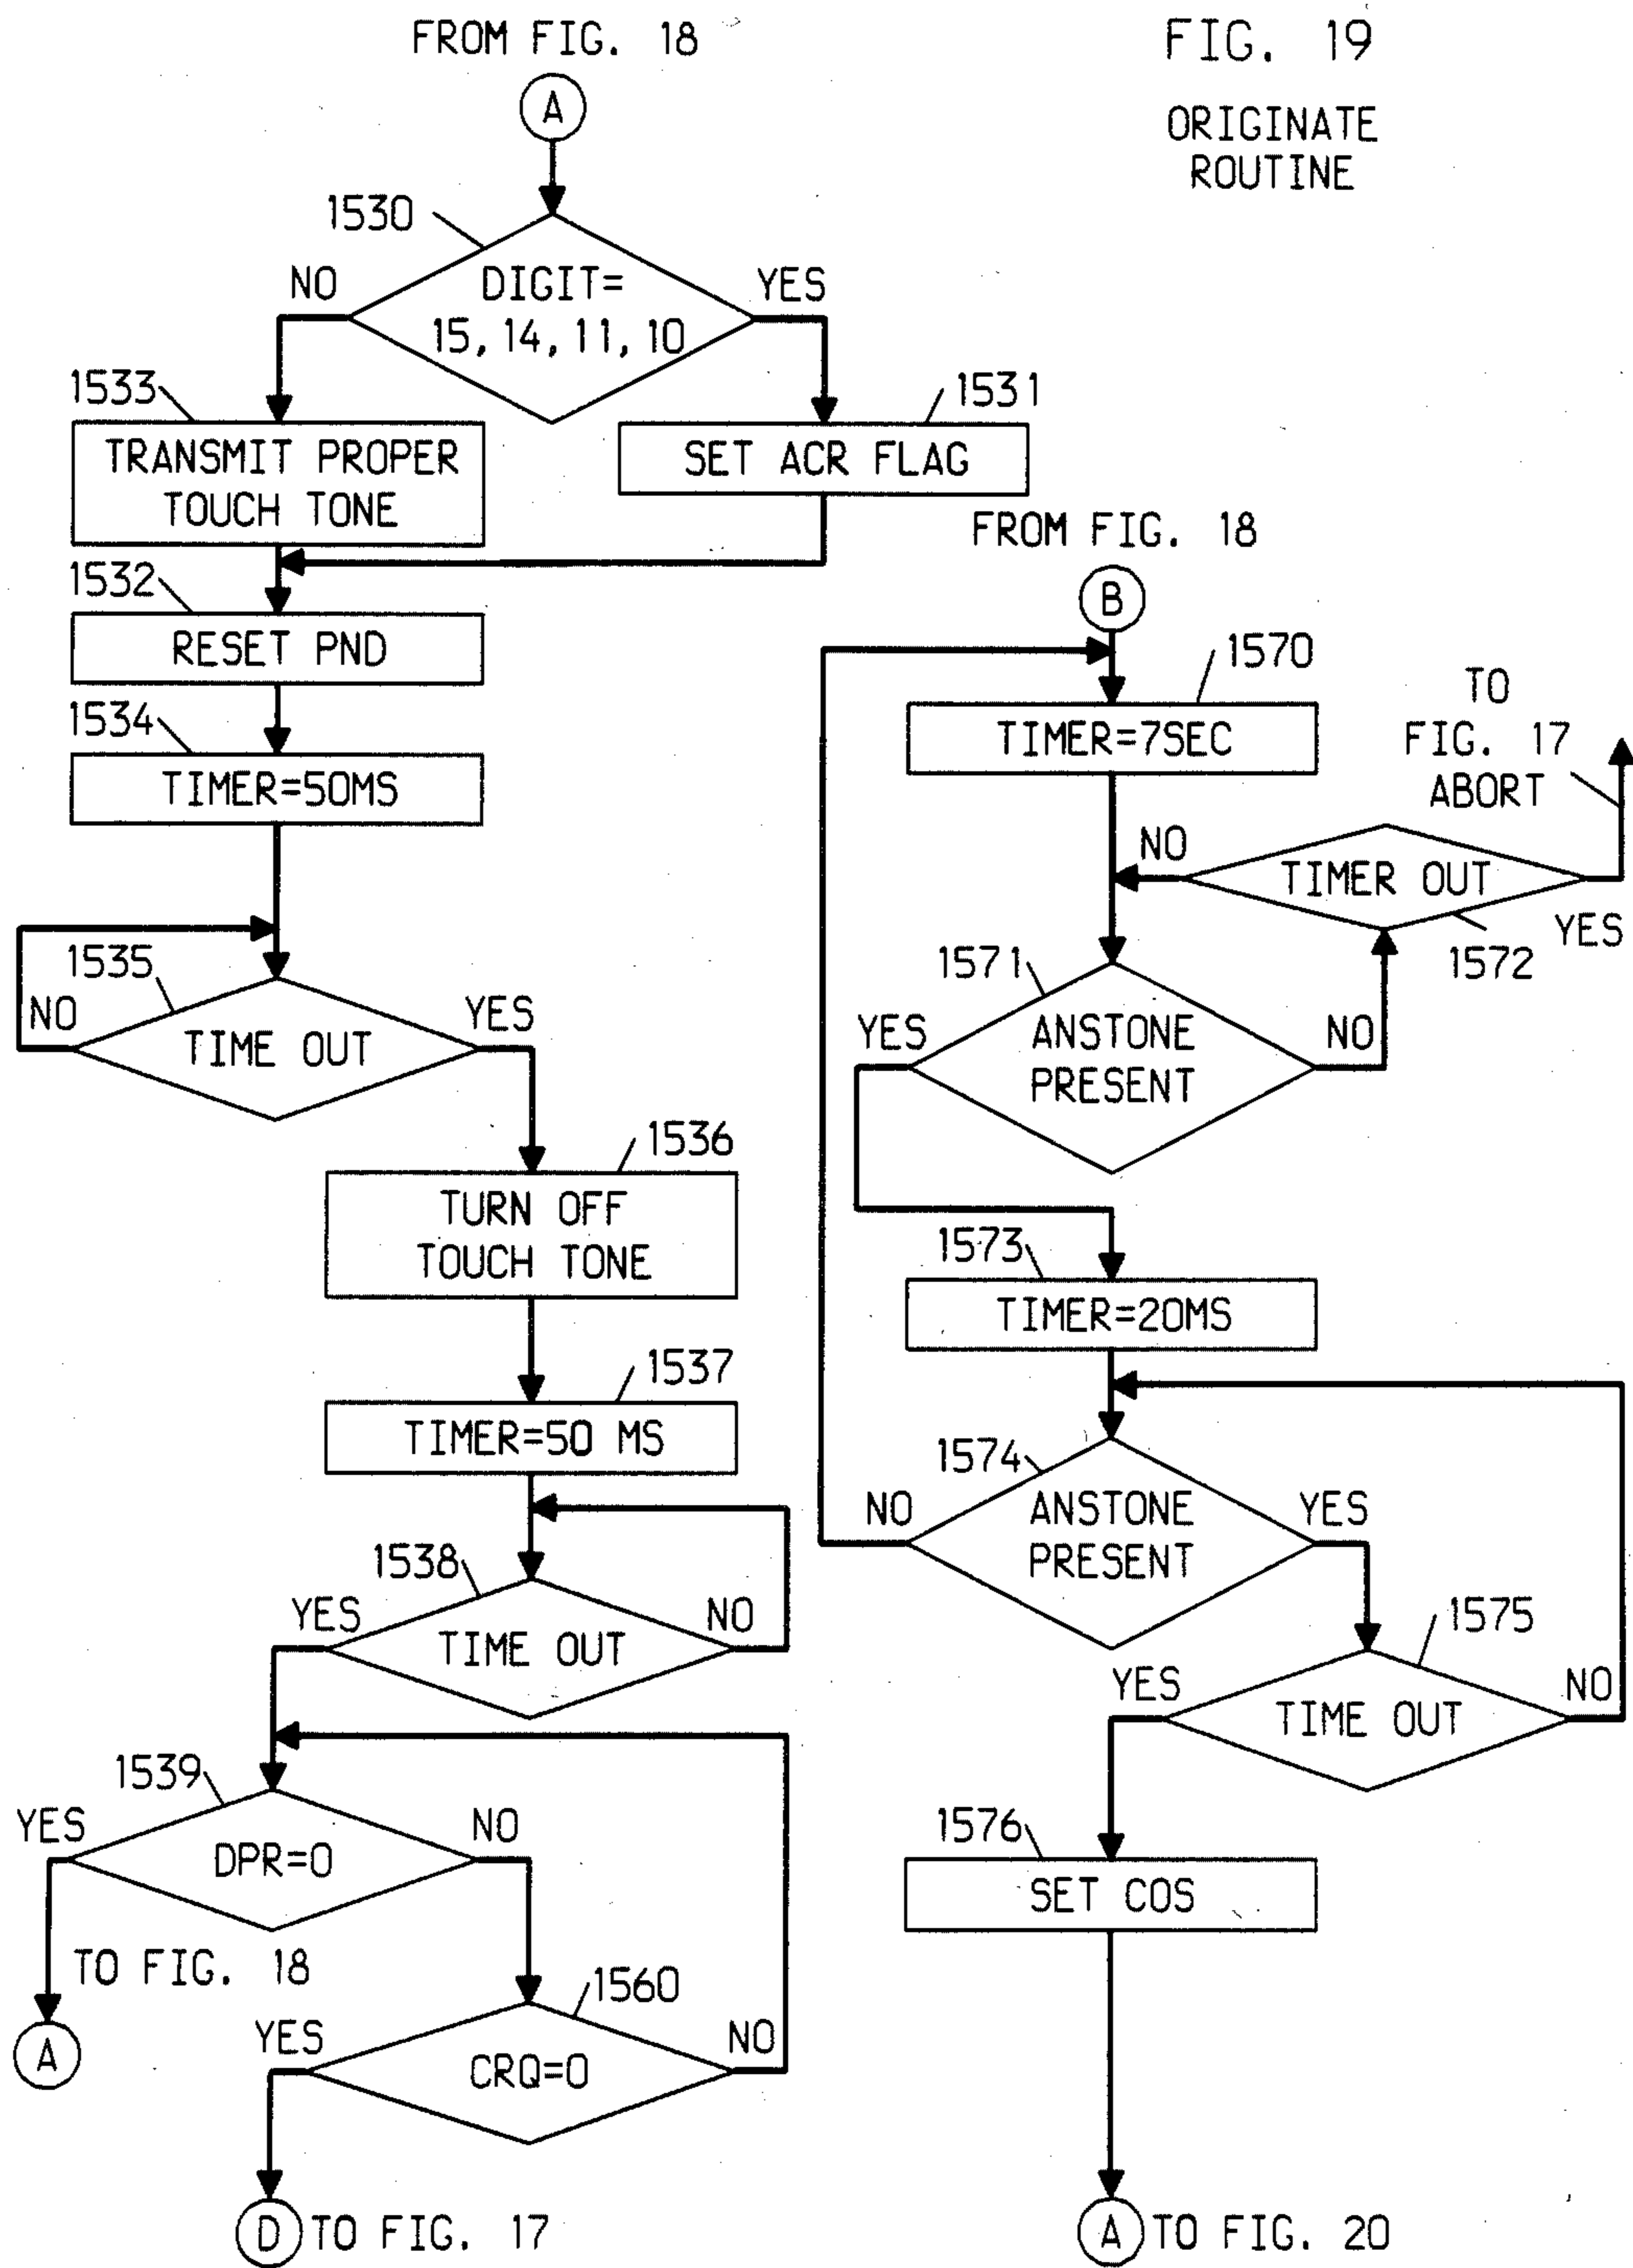 FROM FIG. 18
FIG. 19
ORIGINATE
ROUTINE
A
1530
NO
DIGIT=
15, 14, 11, 10
YES
1533
TRANSMIT PROPER
TOUCH TONE
1531
SET ACR FLAG
1532
RESET PND
1534
TIMER=50MS
1535
NO
TIME OUT
YES
1536
TURN OFF
TOUCH TONE
1537
TIMER=50 MS
1538
YES
TIME OUT
NO
1539
YES
DPR=0
NO
TO FIG. 18
A
1560
YES
CRQ=0
NO
D TO FIG. 17
FROM FIG. 18
B
1570
TIMER=7SEC
TO
FIG. 17
ABORT
NO
TIMER OUT
YES
1572
1571
YES
ANSTONE
PRESENT
NO
1573
TIMER=20MS
1574
NO
ANSTONE
PRESENT
YES
1575
YES
TIME OUT
NO
1576
SET COS
A TO FIG. 20